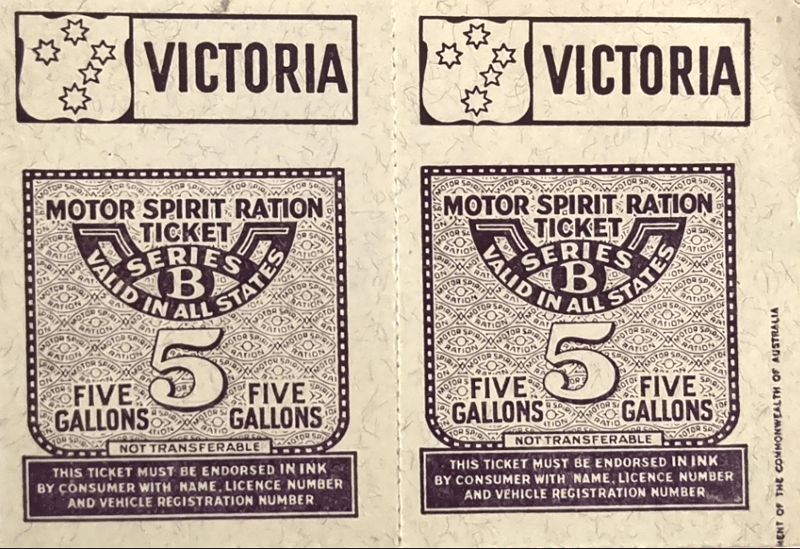 VICTORIA
MOTOR SPIRIT RATION
TICKET
SERIES
B
VALID IN ALL STATES
5
FIVE GALLONS
FIVE GALLONS
NOT TRANSFERABLE
THIS TICKET MUST BE ENDORSED IN INK
BY CONSUMER WITH NAME, LICENCE NUMBER
AND VEHICLE REGISTRATION NUMBER
VICTORIA
MOTOR SPIRIT RATION
TICKET
SERIES
B
VALID IN ALL STATES
5
FIVE GALLONS
FIVE GALLONS
NOT TRANSFERABLE
THIS TICKET MUST BE ENDORSED IN INK
BY CONSUMER WITH NAME, LICENCE NUMBER
AND VEHICLE REGISTRATION NUMBER
MENT OF THE COMMONWEALTH OF AUSTRALIA